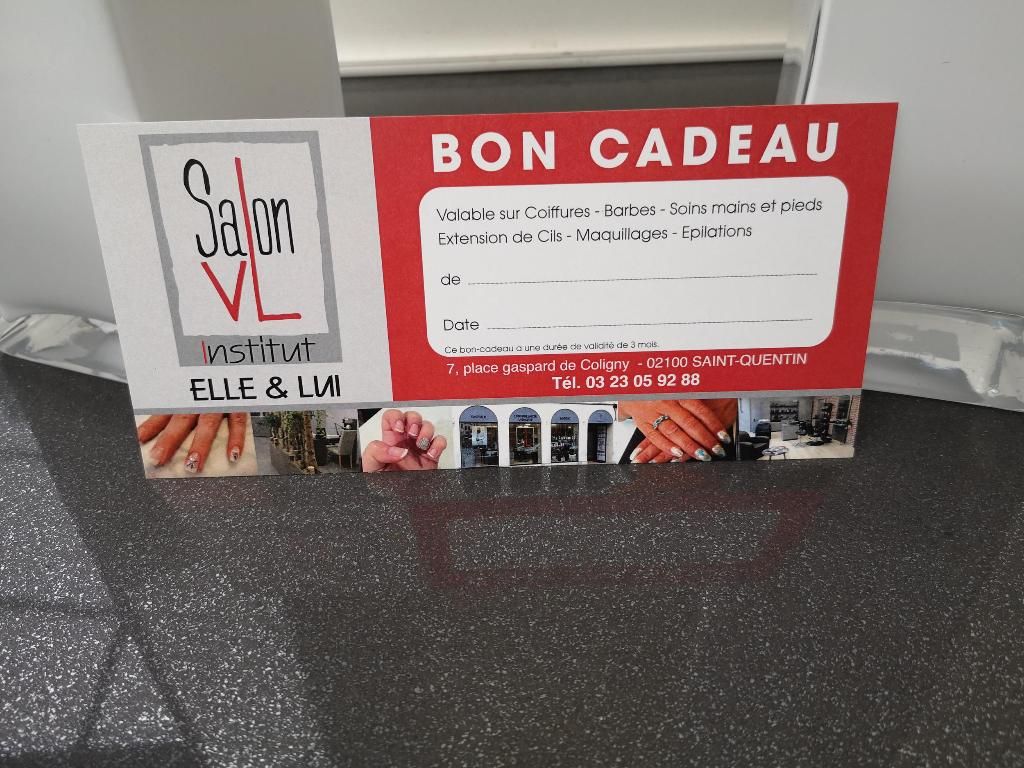 Salon
VL
Institut
ELLE & LUI
BON CADEAU
Valable sur Coiffures - Barbes - Soins mains et pieds
Extension de Cils - Maquillages - Epilations
de
Date
Ce bon-cadeau a une durée de validité de 3 mois.
7, place gaspard de Coligny - 02100 SAINT-QUENTIN
Tél. 03 23 05 92 88